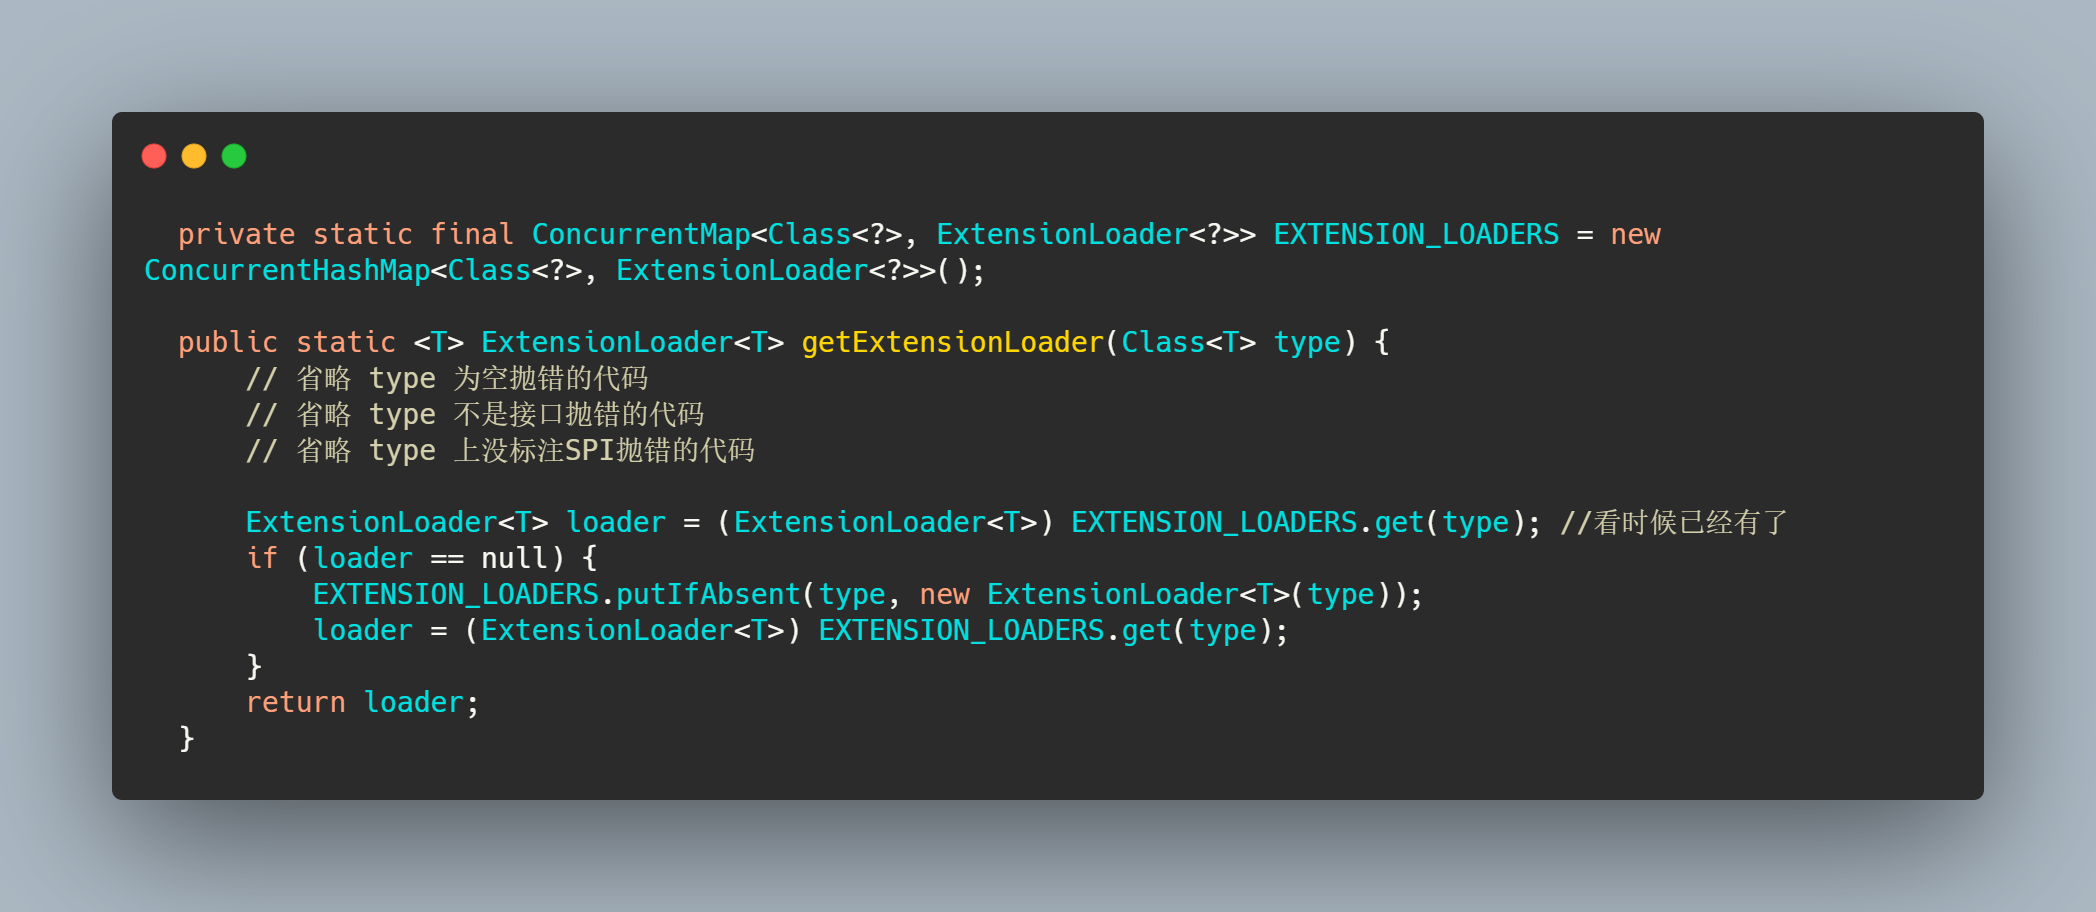 private static final ConcurrentMap<Class<?>, ExtensionLoader<?>> EXTENSION_LOADERS = new
ConcurrentHashMap<Class<?>, ExtensionLoader<?>>();
public static <T> ExtensionLoader<T> getExtensionLoader(Class<T> type) {
// 省略 type 为空抛错的代码
// 省略 type 不是接口抛错的代码
// 省略 type 上没标注SPI抛错的代码
ExtensionLoader<T> loader = (ExtensionLoader<T>) EXTENSION_LOADERS.get(type); //看时候已经有了
if (loader == null) {
EXTENSION_LOADERS.putIfAbsent(type, new ExtensionLoader<T>(type));
loader = (ExtensionLoader<T>) EXTENSION_LOADERS.get(type);
}
return loader;
}